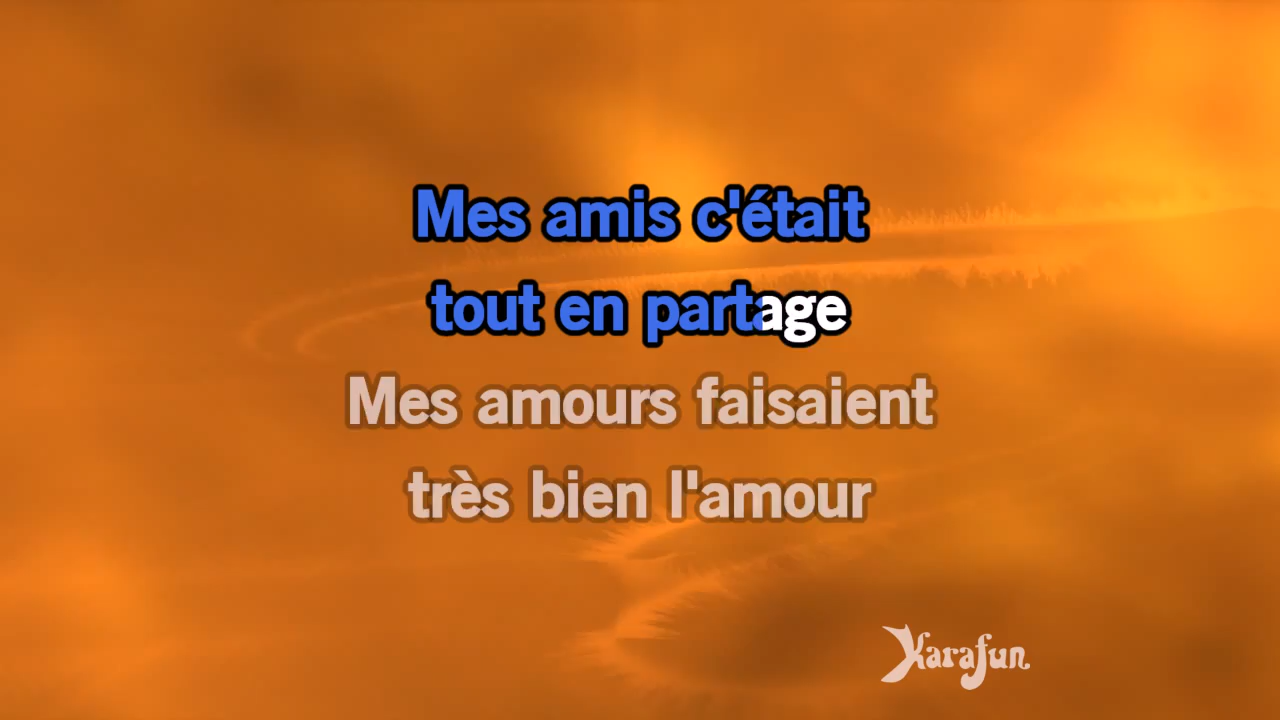 Mes amis c'était
tout en partage
Mes amours faisaient
très bien l'amour
Karafun